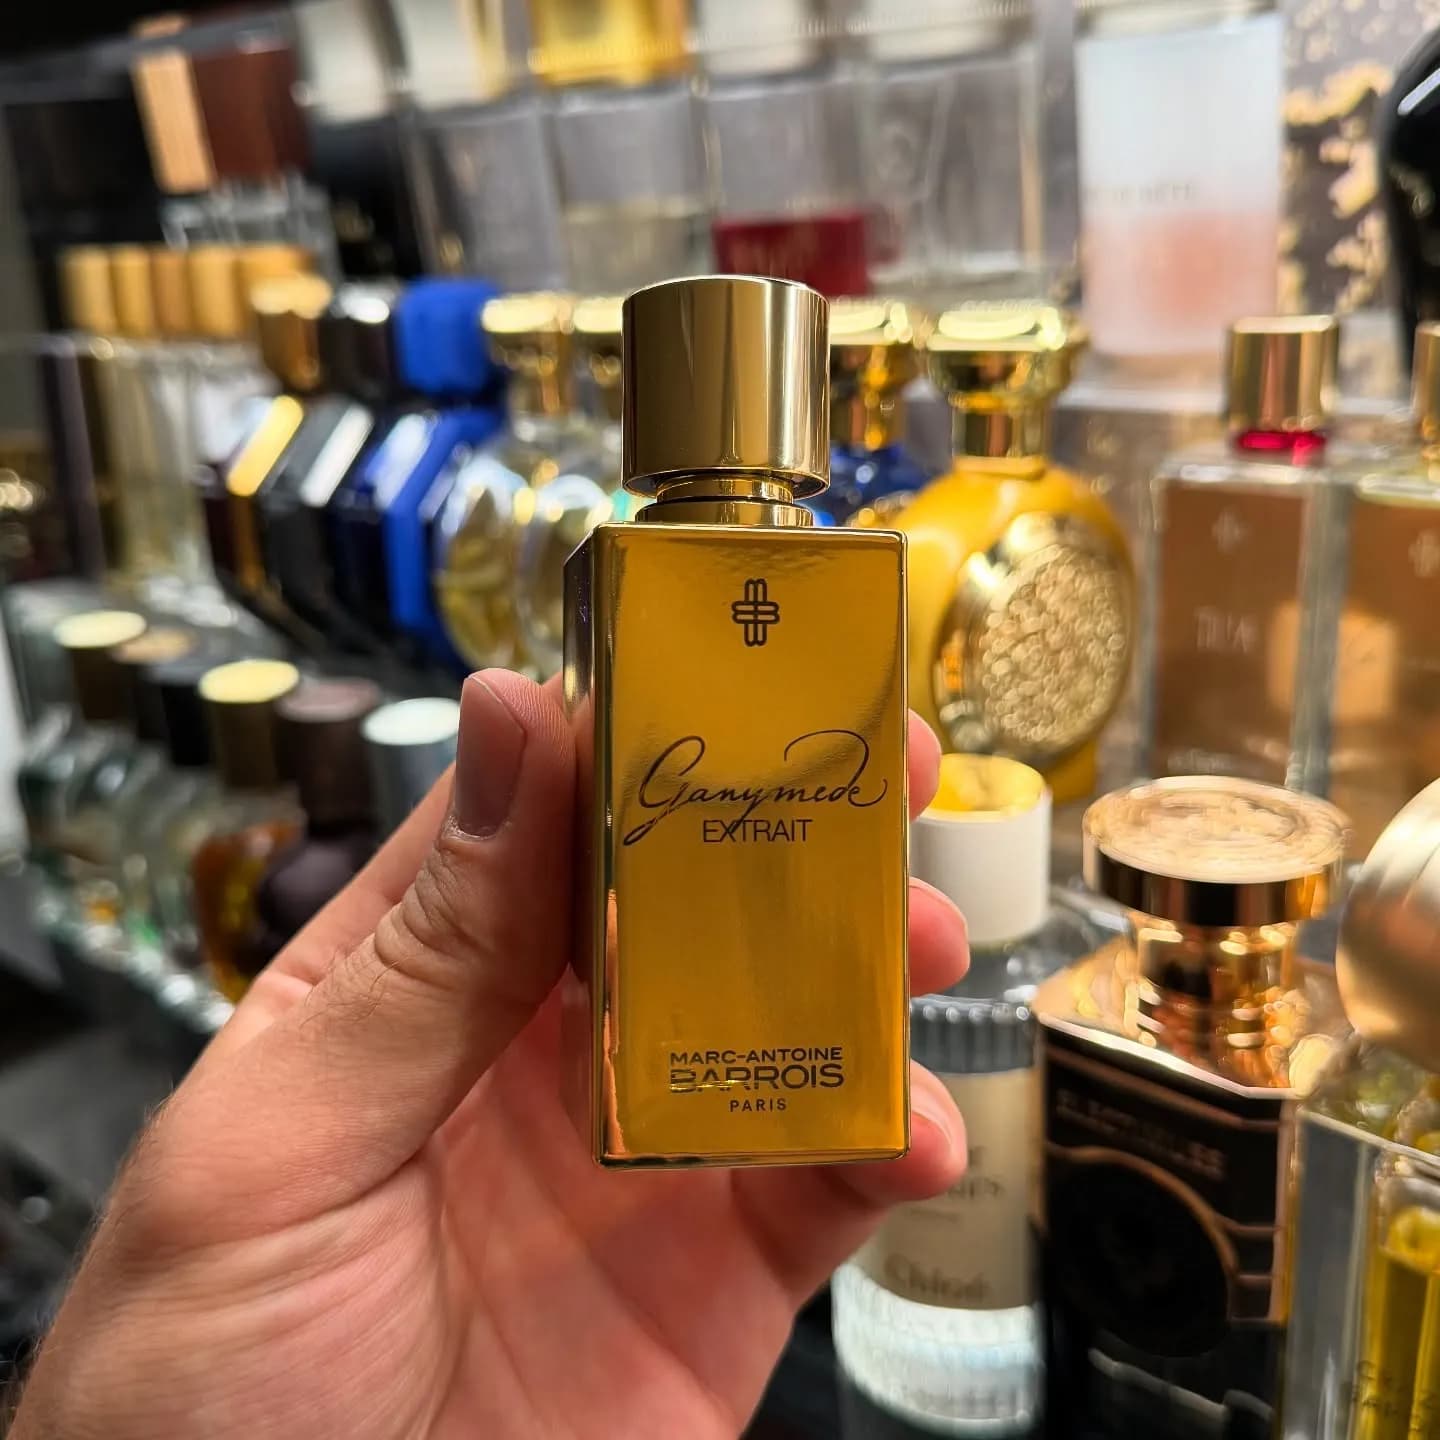 Ganymede
EXTRAIT
MARC-ANTOINE
BARROIS
PARIS
Chloé